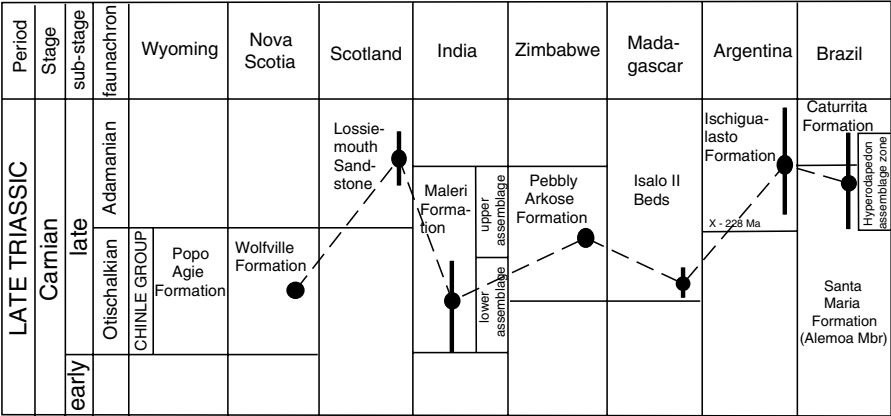 Period
Stage
sub-stage
faunachron
Wyoming
Nova
Scotia
Scotland
India
Zimbabwe
Mada-
gascar
Argentina
Brazil
LATE TRIASSIC
Carnian
late
early
Adamanian
Otischalkian
CHINLE GROUP
Popo
Agie
Formation
Wolfville
Formation
Lossie-
mouth
Sand-
stone
Maleri
Forma-
tion
upper
assemblage
lower
assemblage
Pebbly
Arkose
Formation
Isalo II
Beds
Ischigua-
lasto
Formation
X - 228 Ma
Caturrita
Formation
Hyperodapedon
assemblage zone
Santa
Maria
Formation
(Alemoa Mbr)